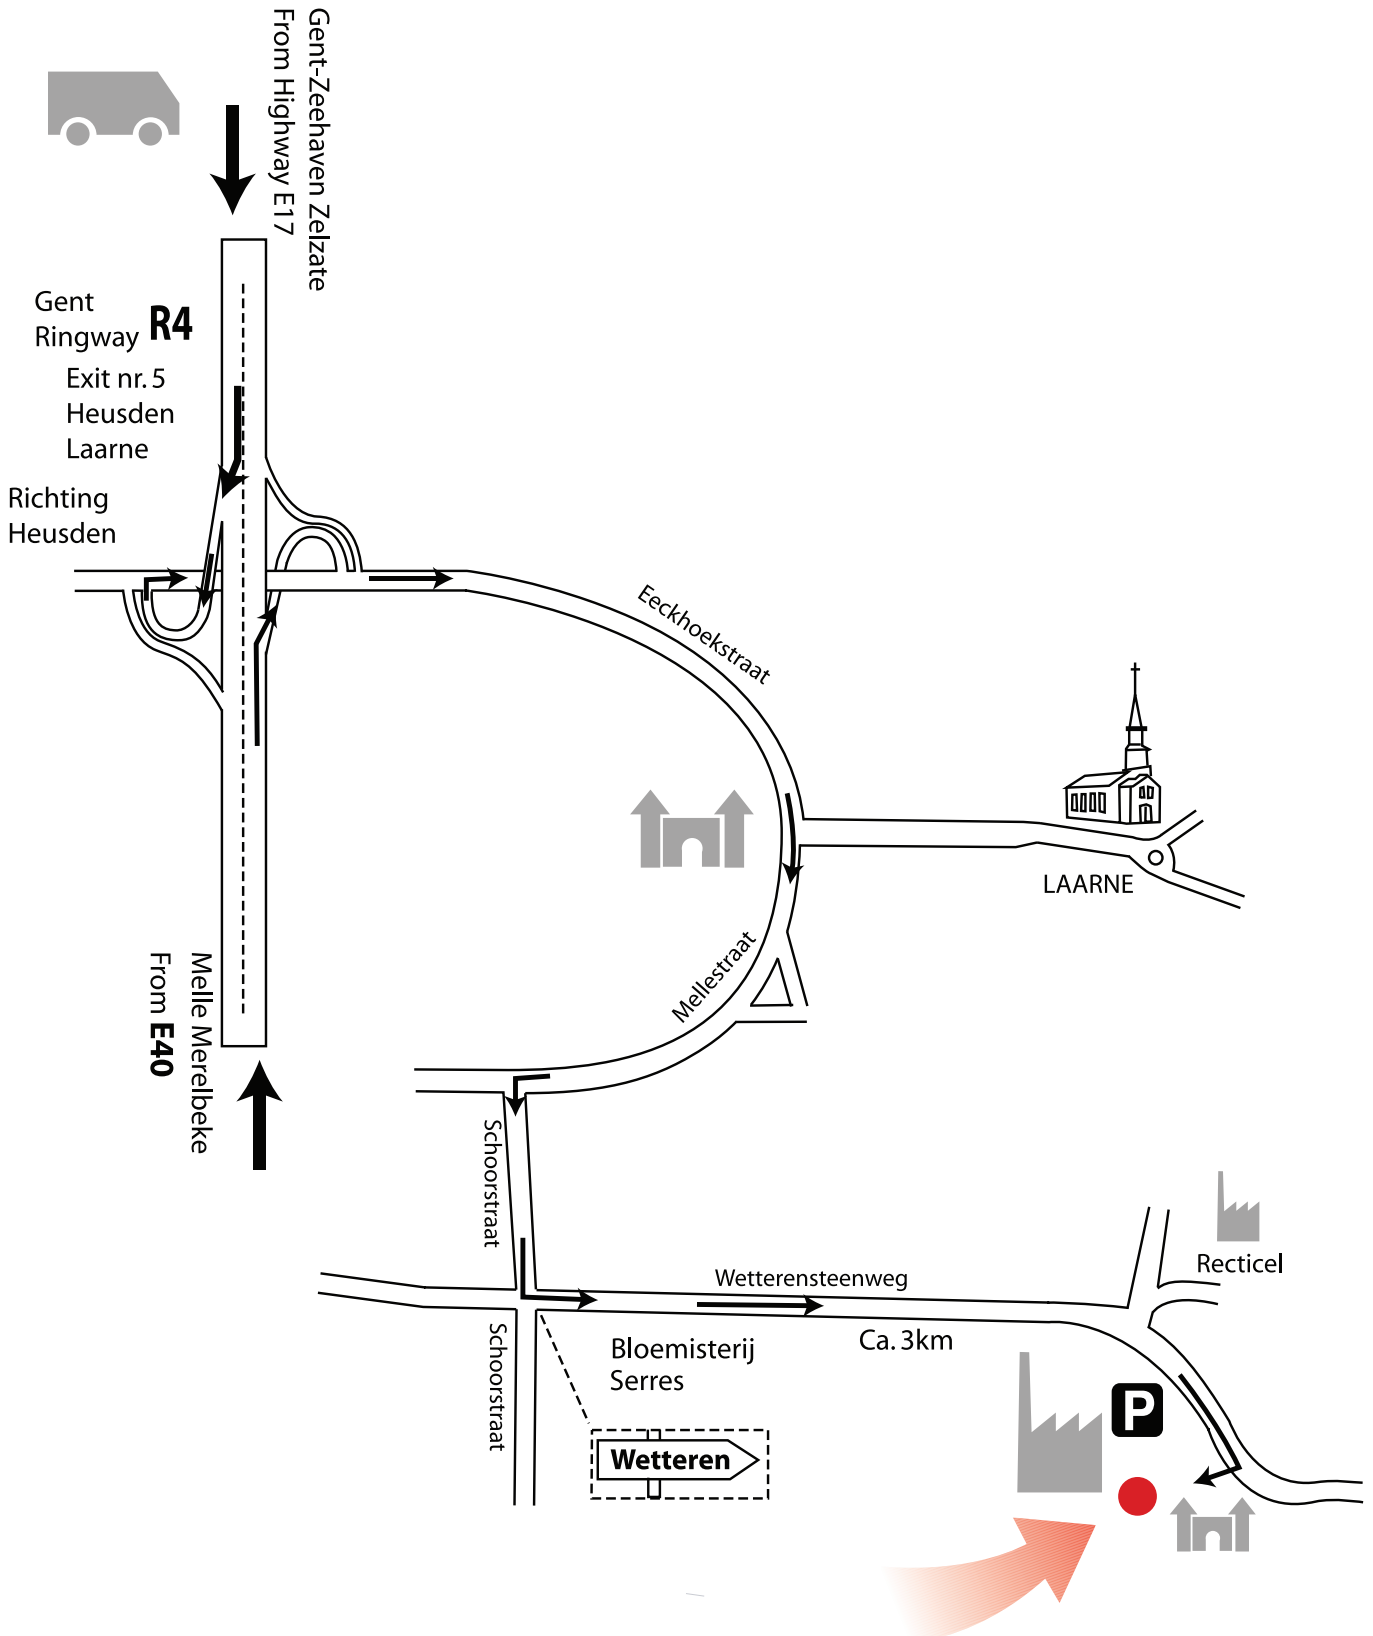 Gent-Zeehaven Zelzate
From Highway E17
Gent
Ringway R4
Exit nr. 5
Heusden
Laarne
Richting
Heusden
Eeckhoekstraat
LAARNE
Mellestraat
Melle Merelbeke
From E40
Schoorstraat
Recticel
Wetterensteenweg
Schoorstraat
Ca. 3km
Bloemisterij
Serres
P
Wetteren